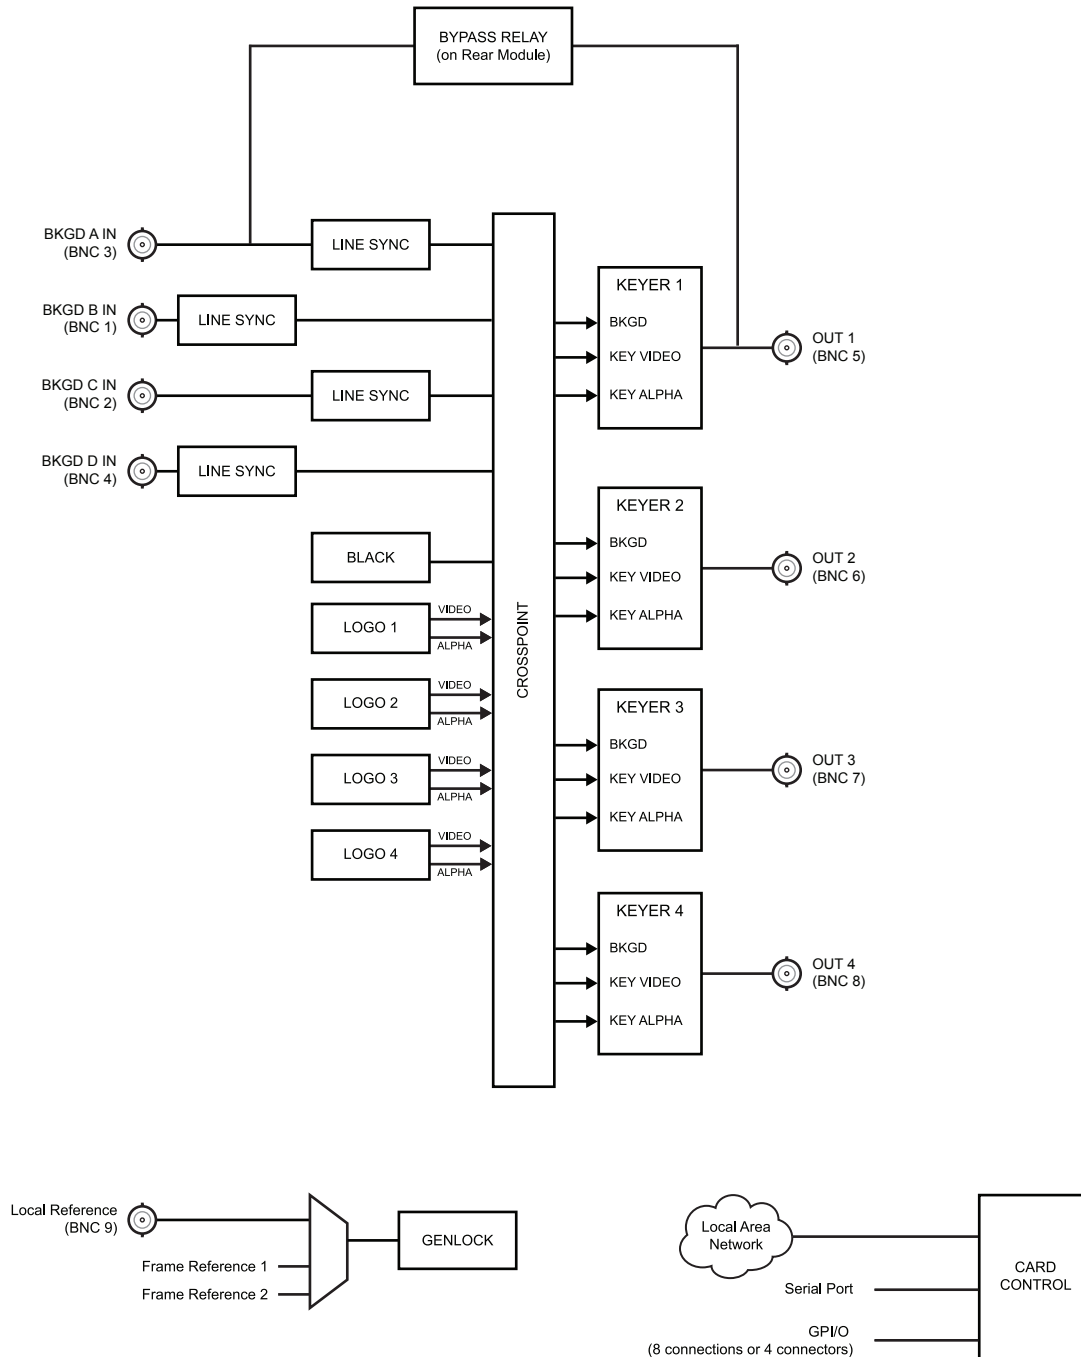 BYPASS RELAY
(on Rear Module)
BKGD A IN
(BNC 3)
LINE SYNC
BKGD B IN
(BNC 1)
LINE SYNC
BKGD C IN
(BNC 2)
LINE SYNC
BKGD D IN
(BNC 4)
LINE SYNC
BLACK
LOGO 1
VIDEO
ALPHA
LOGO 2
VIDEO
ALPHA
LOGO 3
VIDEO
ALPHA
LOGO 4
VIDEO
ALPHA
CROSSPOINT
KEYER 1
BKGD
KEY VIDEO
KEY ALPHA
OUT 1
(BNC 5)
KEYER 2
BKGD
KEY VIDEO
KEY ALPHA
OUT 2
(BNC 6)
KEYER 3
BKGD
KEY VIDEO
KEY ALPHA
OUT 3
(BNC 7)
KEYER 4
BKGD
KEY VIDEO
KEY ALPHA
OUT 4
(BNC 8)
Local Reference
(BNC 9)
Frame Reference 1
Frame Reference 2
GENLOCK
Local Area
Network
Serial Port
GPI/O
(8 connections or 4 connectors)
CARD
CONTROL